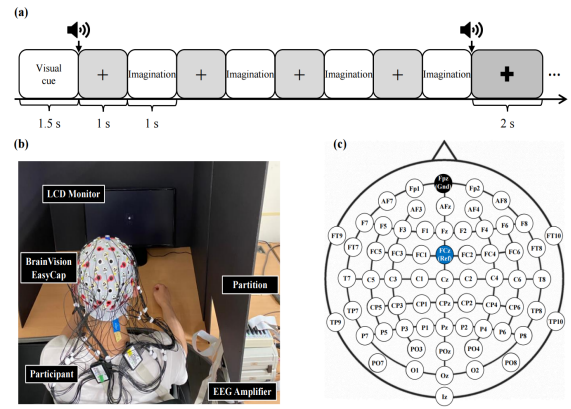 (a)
Visual
cue
+
Imagination
+
Imagination
+
Imagination
+
Imagination
+
...
1.5 s
1 s
1 s
2 s
(b)
LCD Monitor
BrainVision
EasyCap
Partition
Participant
EEG Amplifier
(c)
Fp1
Fpz
(Gnd)
Fp2
AF7
AF3
AFz
AF4
AF8
F7
F5
F3
F1
Fz
F2
F4
F6
F8
FT9
FT7
FC5
FC3
FC1
FCz
(Ref)
FC2
FC4
FC6
FT8
FT10
T7
C5
C3
C1
Cz
C2
C4
C6
T8
TP9
TP7
CP5
CP3
CP1
CPz
CP2
CP4
CP6
TP8
TP10
P7
P5
P3
P1
Pz
P2
P4
P6
P8
PO7
PO3
POz
PO4
PO8
O1
Oz
O2
Iz